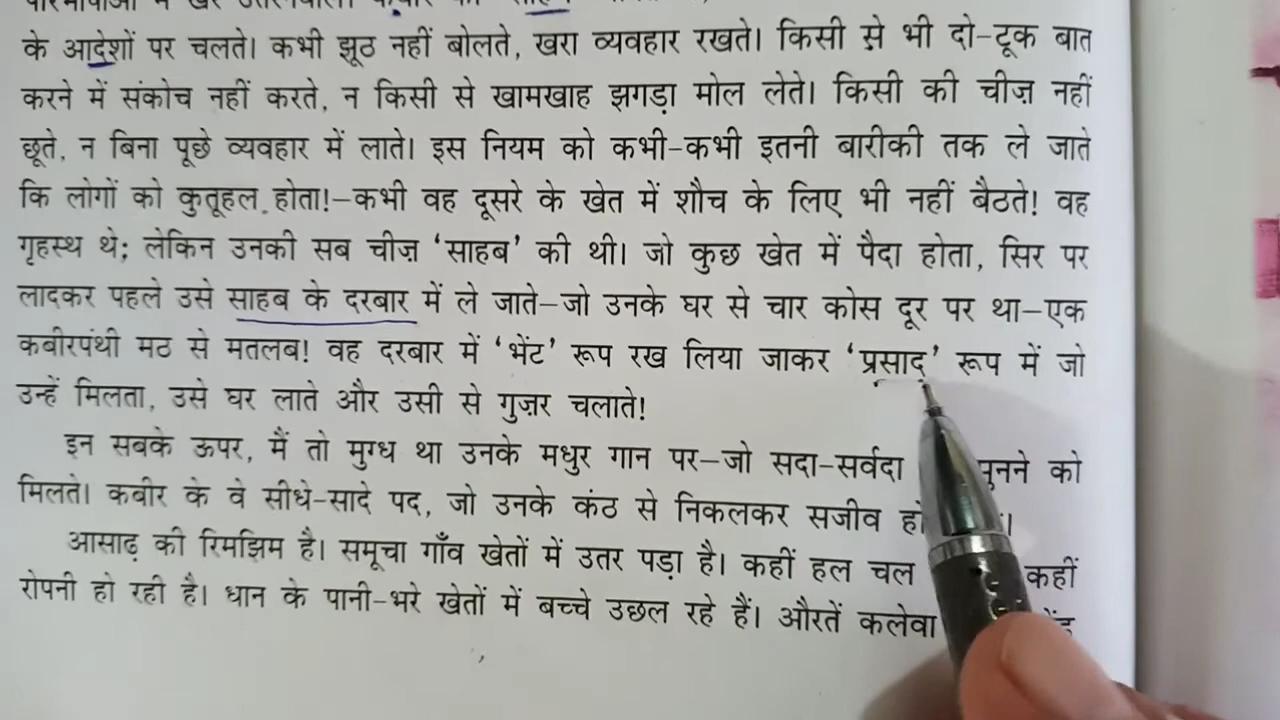 के आदेशों पर चलते। कभी झूठ नहीं बोलते, खरा व्यवहार रखते। किसी से भी दो-टूक बात
करने में संकोच नहीं करते, न किसी से खामखाह झगड़ा मोल लेते। किसी की चीज़ नहीं
छूते, न बिना पूछे व्यवहार में लाते। इस नियम को कभी-कभी इतनी बारीकी तक ले जाते
कि लोगों को कुतूहल होता!-कभी वह दूसरे के खेत में शौच के लिए भी नहीं बैठते! वह
गृहस्थ थे; लेकिन उनकी सब चीज़ ‘साहब’ की थी। जो कुछ खेत में पैदा होता, सिर पर
लादकर पहले उसे साहब के दरबार में ले जाते-जो उनके घर से चार कोस दूर पर था-एक
कबीरपंथी मठ से मतलब! वह दरबार में ‘भेंट’ रूप रख लिया जाकर ‘प्रसाद’ रूप में जो
उन्हें मिलता, उसे घर लाते और उसी से गुज़र चलाते!
इन सबके ऊपर, मैं तो मुग्ध था उनके मधुर गान पर-जो सदा-सर्वदा सुनने को
मिलते। कबीर के वे सीधे-सादे पद, जो उनके कंठ से निकलकर सजीव
आसाढ़ की रिमझिम है। समूचा गाँव खेतों में उतर पड़ा है। कहीं हल चल कहीं
रोपनी हो रही है। धान के पानी-भरे खेतों में बच्चे उछल रहे हैं। औरतें कलेवा